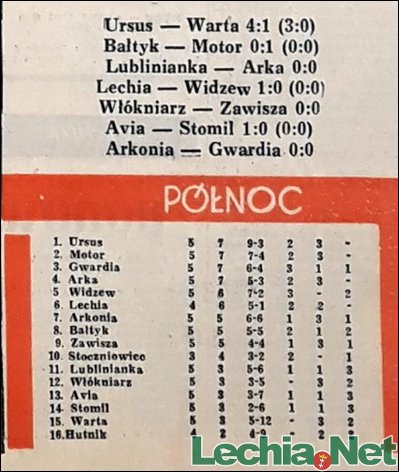 Ursus — Warta 4:1 (3:0)
Bałtyk — Motor 0:1 (0:0)
Lublinianka — Arka 0:0
Lechia — Widzew 1:0 (0:0)
Włókniarz — Zawisza 0:0
Avia — Stomil 1:0 (0:0)
Arkonia — Gwardia 0:0
PÓŁNOC
1. Ursus 5 7 9-3 2 3 -
2. Motor 5 7 7-4 2 3 -
3. Gwardia 5 7 6-4 3 1 1
4. Arka 5 7 5-3 2 3 -
5 Widzew 5 6 7-2 3 - 2
6. Lechia 4 6 5-1 2 2 -
7. Arkonia 5 5 6-6 1 3 1
8. Bałtyk 5 5 5-5 2 1 2
9. Zawisza 5 5 4-4 1 3 1
10. Stoczniowiec 3 4 3-2 2 - 1
11. Lublinianka 5 3 5-6 1 1 3
12. Włókniarz 5 3 3-5 - 3 2
13. Avia 5 3 3-7 1 1 3
14. Stomil 5 3 2-6 1 1 3
15. Warta 5 3 5-12 - 3 2
16. Hutnik 4 2 4-9 - 2 2
Lechia.Net